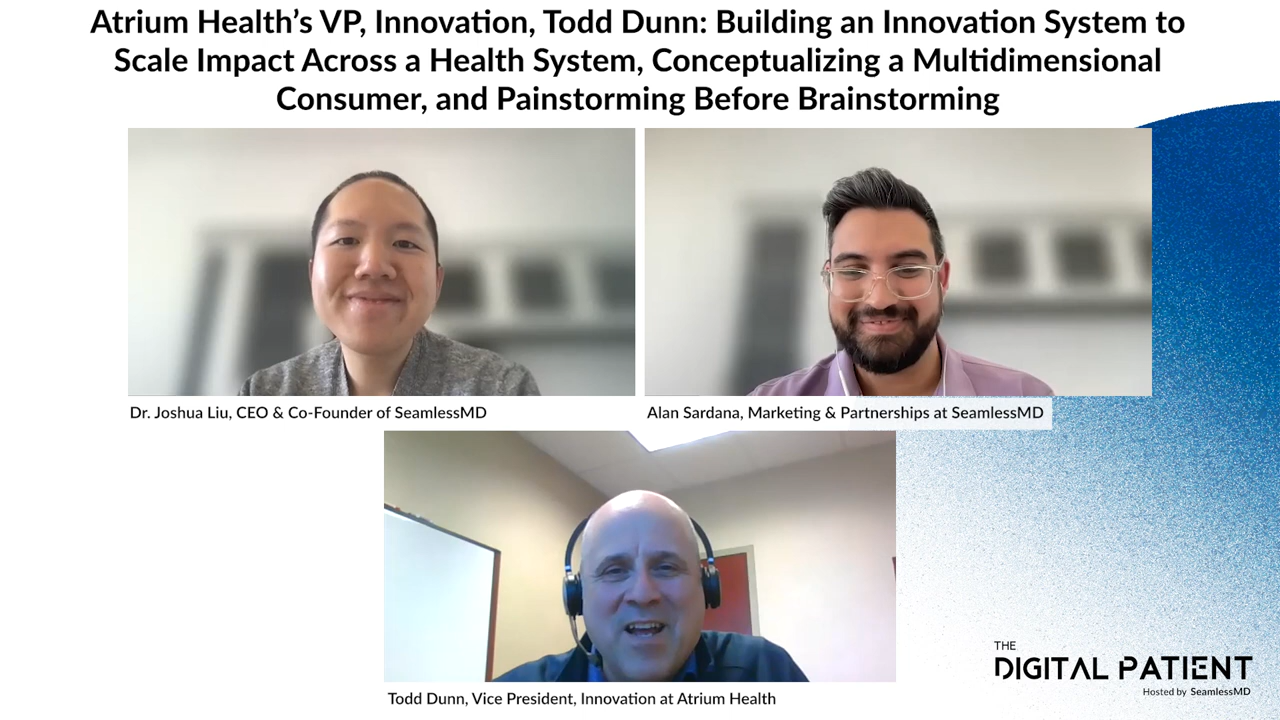 Atrium Health’s VP, Innovation, Todd Dunn: Building an Innovation System to
Scale Impact Across a Health System, Conceptualizing a Multidimensional
Consumer, and Painstorming Before Brainstorming
Dr. Joshua Liu, CEO & Co-Founder of SeamlessMD
Alan Sardana, Marketing & Partnerships at SeamlessMD
Todd Dunn, Vice President, Innovation at Atrium Health
THE
DIGITAL PATIENT
Hosted by SeamlessMD